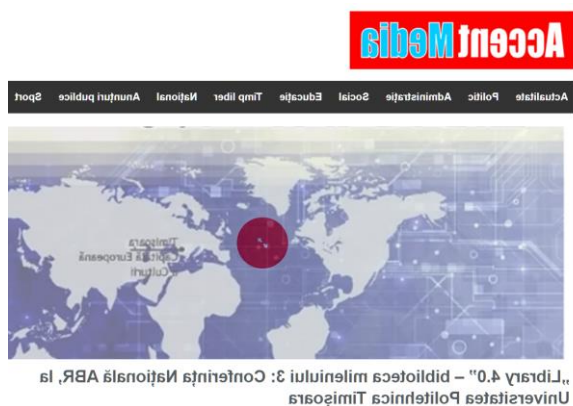 Accent Media
Actualitate Politic Administrație Social Educație Timp liber Național Anunțuri publice Sport
Timișoara
Capitală Europeană
a Culturii
„Library 4.0” – biblioteca mileniului 3: Conferința Națională ABR, la
Universitatea Politehnica Timișoara